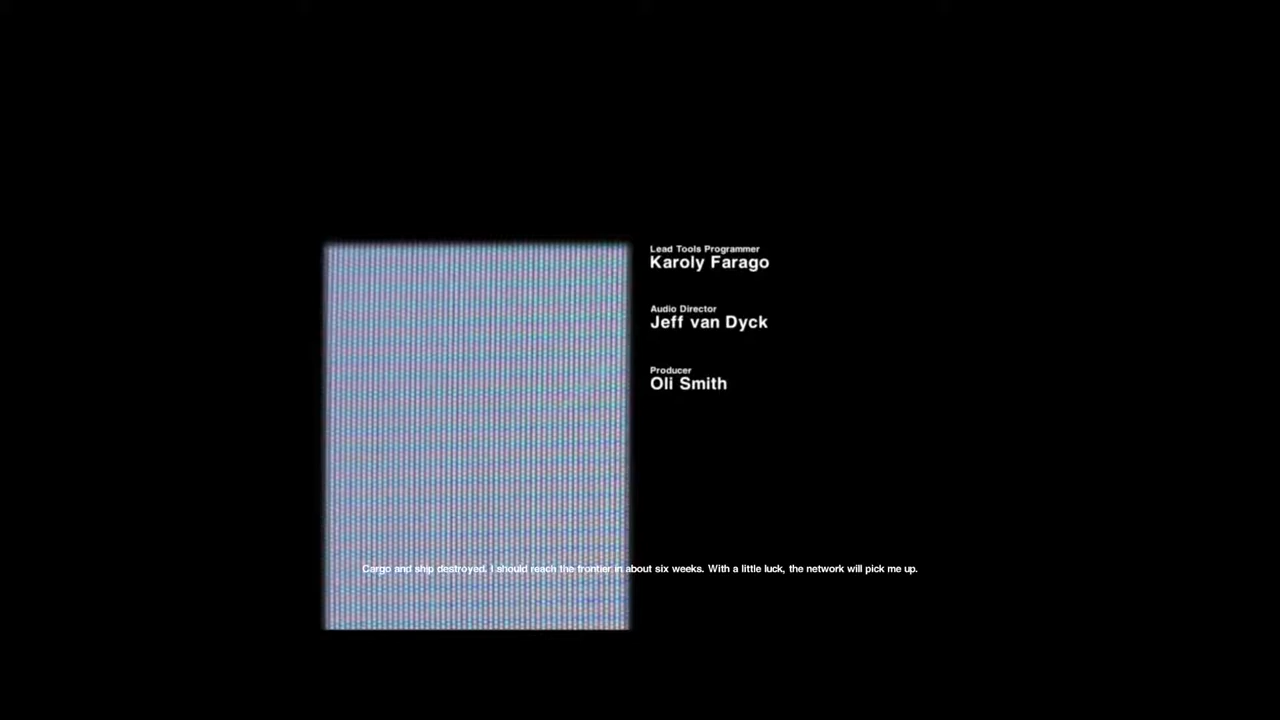 Lead Tools Programmer
Karoly Farago
Audio Director
Jeff van Dyck
Producer
Oli Smith
Cargo and ship destroyed. I should reach the frontier in about six weeks. With a little luck, the network will pick me up.